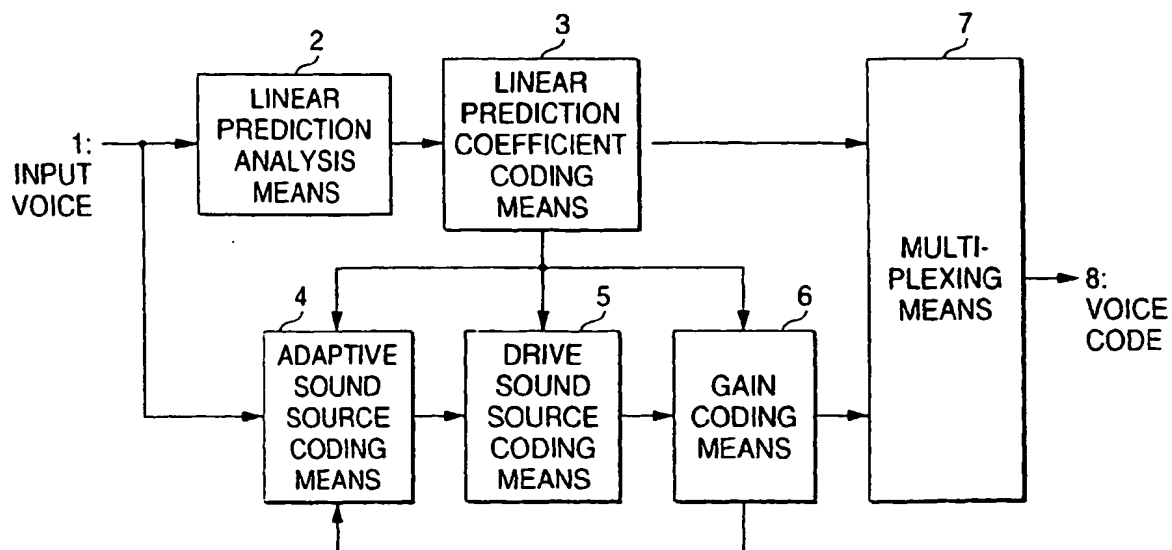 2
LINEAR
PREDICTION
ANALYSIS
MEANS
3
LINEAR
PREDICTION
COEFFICIENT
CODING
MEANS
7
MULTI-
PLEXING
MEANS
1:
INPUT
VOICE
8:
VOICE
CODE
4
ADAPTIVE
SOUND
SOURCE
CODING
MEANS
5
DRIVE
SOUND
SOURCE
CODING
MEANS
6
GAIN
CODING
MEANS